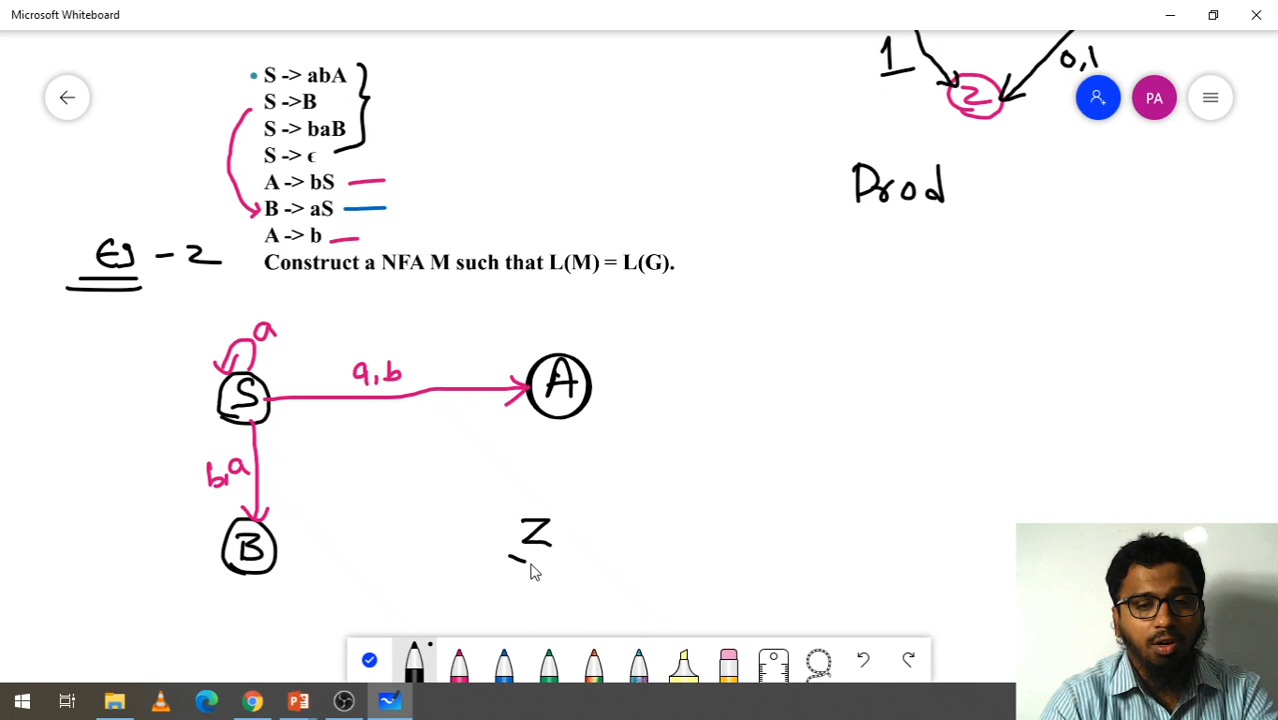 Microsoft Whiteboard
S -> abA
S ->B
S -> baB
S -> ϵ
A -> bS
B -> aS
A -> b
Eg - 2
Construct a NFA M such that L(M) = L(G).
1
0,1
2
PA
Prod
a
S
a, b
A
b,a
B
Z